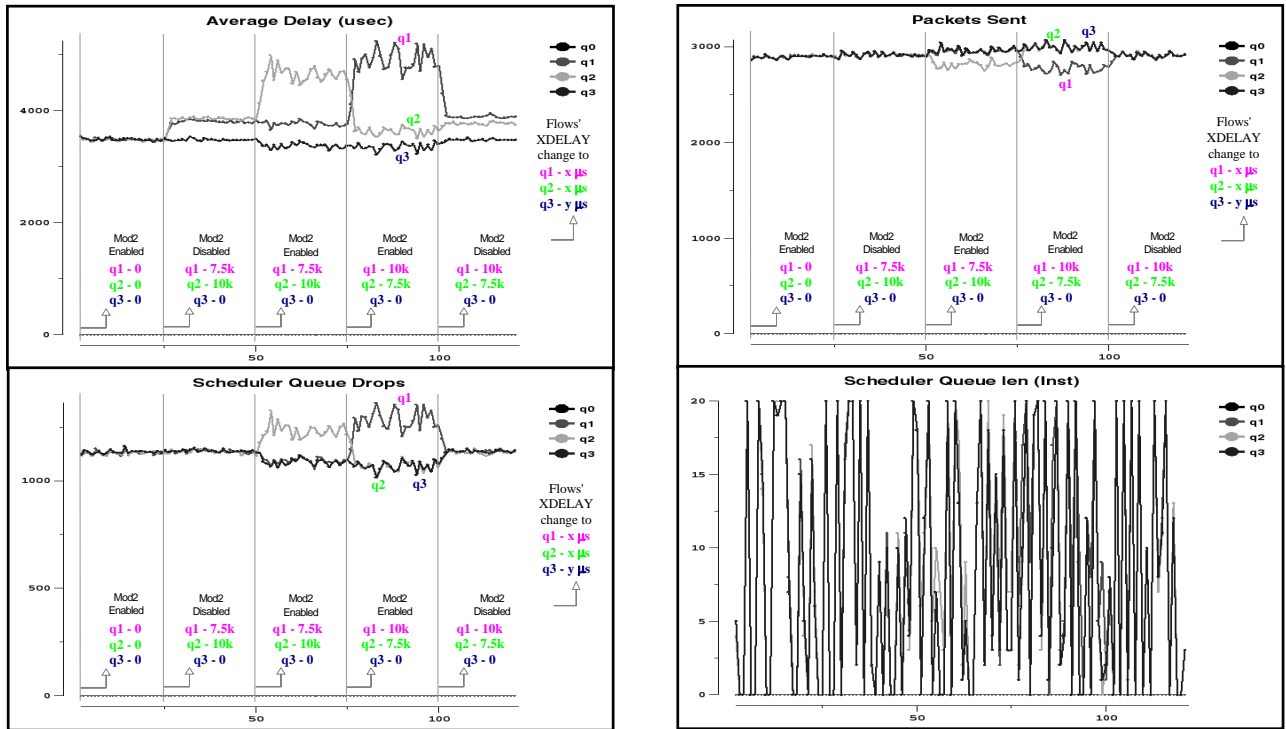 Average Delay (usec)
4000
2000
0
50
100
q0
q1
q2
q3
q1
q2
q3
Flows'
XDELAY
change to
q1 - x µs
q2 - x µs
q3 - y µs
Mod2
Enabled
q1 - 0
q2 - 0
q3 - 0
Mod2
Disabled
q1 - 7.5k
q2 - 10k
q3 - 0
Mod2
Enabled
q1 - 7.5k
q2 - 10k
q3 - 0
Mod2
Enabled
q1 - 10k
q2 - 7.5k
q3 - 0
Mod2
Disabled
q1 - 10k
q2 - 7.5k
q3 - 0
Packets Sent
3000
2000
1000
0
50
100
q0
q1
q2
q3
q2
q3
q1
Flows'
XDELAY
change to
q1 - x µs
q2 - x µs
q3 - y µs
Mod2
Enabled
q1 - 0
q2 - 0
q3 - 0
Mod2
Disabled
q1 - 7.5k
q2 - 10k
q3 - 0
Mod2
Enabled
q1 - 7.5k
q2 - 10k
q3 - 0
Mod2
Enabled
q1 - 10k
q2 - 7.5k
q3 - 0
Mod2
Disabled
q1 - 10k
q2 - 7.5k
q3 - 0
Scheduler Queue Drops
1000
500
0
50
100
q0
q1
q2
q3
q1
q2
q3
Flows'
XDELAY
change to
q1 - x µs
q2 - x µs
q3 - y µs
Mod2
Enabled
q1 - 0
q2 - 0
q3 - 0
Mod2
Disabled
q1 - 7.5k
q2 - 10k
q3 - 0
Mod2
Enabled
q1 - 7.5k
q2 - 10k
q3 - 0
Mod2
Enabled
q1 - 10k
q2 - 7.5k
q3 - 0
Mod2
Disabled
q1 - 10k
q2 - 7.5k
q3 - 0
Scheduler Queue len (Inst)
20
15
10
5
0
50
100
q0
q1
q2
q3